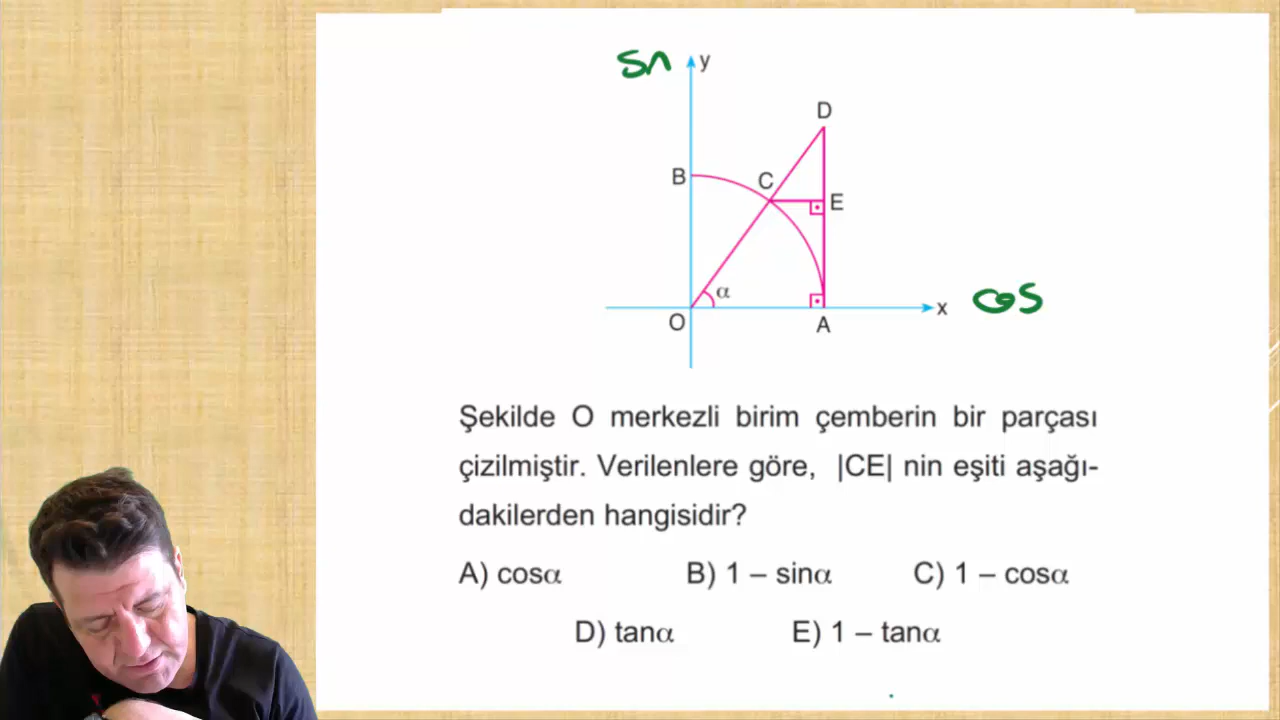 sn
y
D
B
C
E
α
cos
x
O
A
Şekilde O merkezli birim çemberin bir parçası
çizilmiştir. Verilenlere göre, |CE| nin eşiti aşağı-
dakilerden hangisidir?
A) cosα B) 1 – sinα C) 1 – cosα
D) tanα E) 1 – tanα